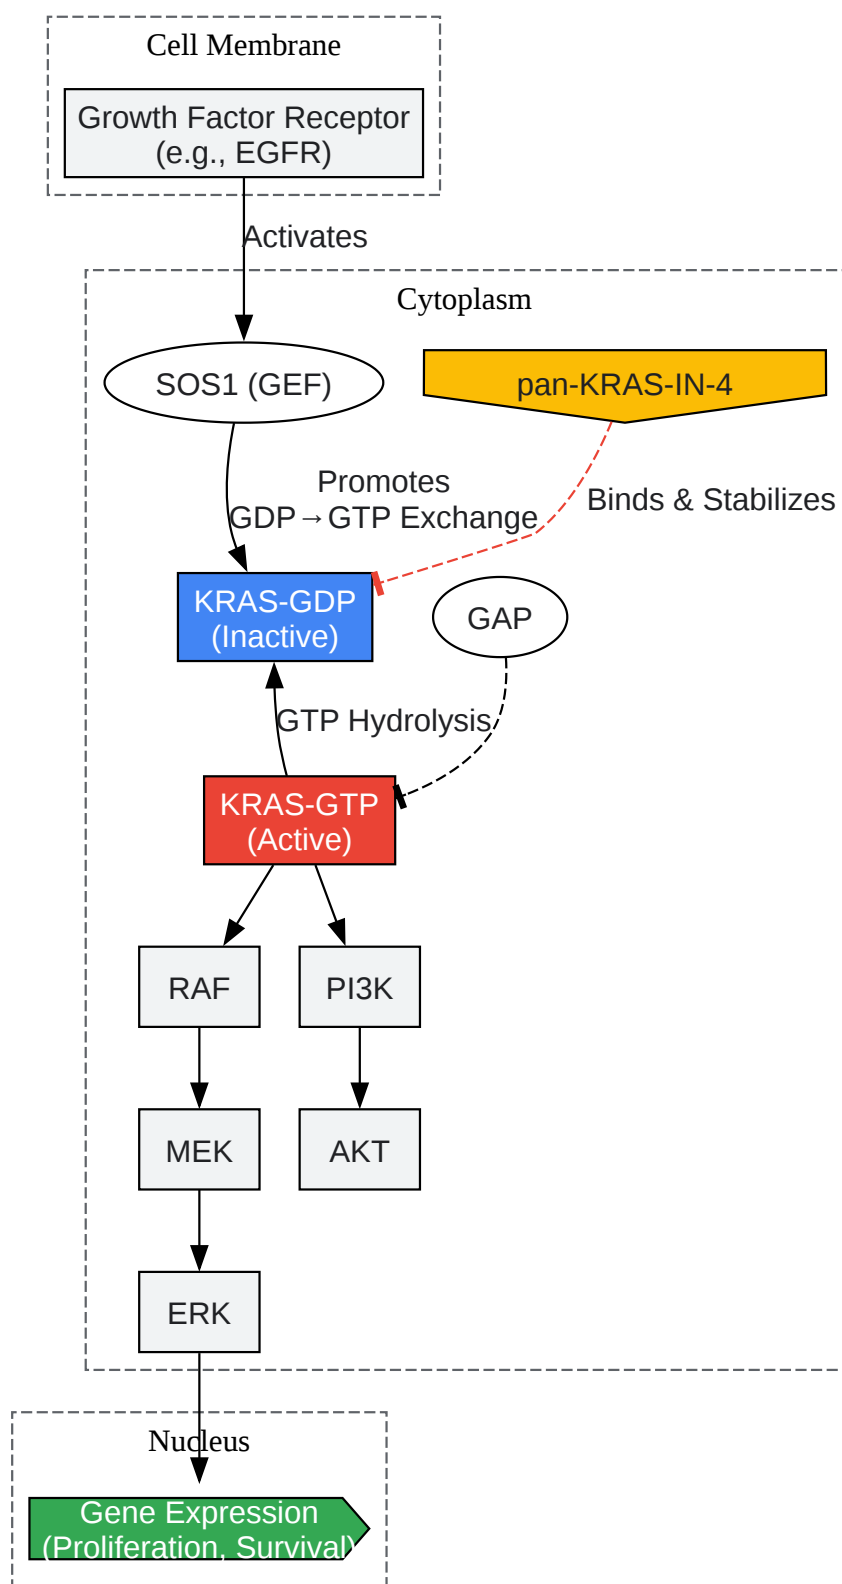 Cell Membrane
Growth Factor Receptor
(e.g., EGFR)
Activates
Cytoplasm
SOS1 (GEF)
pan-KRAS-IN-4
Promotes
GDP→GTP Exchange
Binds & Stabilizes
KRAS-GDP
(Inactive)
GAP
GTP Hydrolysis
KRAS-GTP
(Active)
RAF
PI3K
MEK
AKT
ERK
Nucleus
Gene Expression
(Proliferation, Survival)